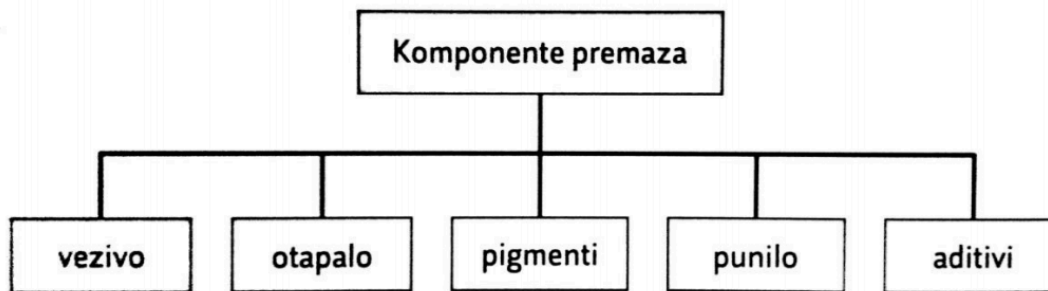 Komponente premaza
vezivo
otapalo
pigmenti
punilo
aditivi